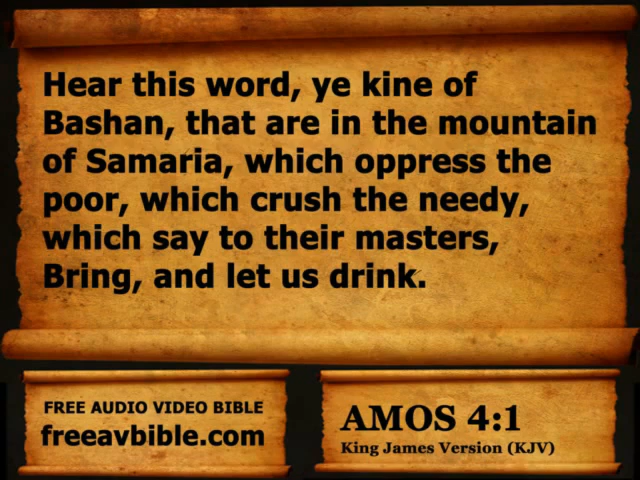 Hear this word, ye kine of
Bashan, that are in the mountain
of Samaria, which oppress the
poor, which crush the needy,
which say to their masters,
Bring, and let us drink.
FREE AUDIO VIDEO BIBLE
freeavbible.com
AMOS 4:1
King James Version (KJV)